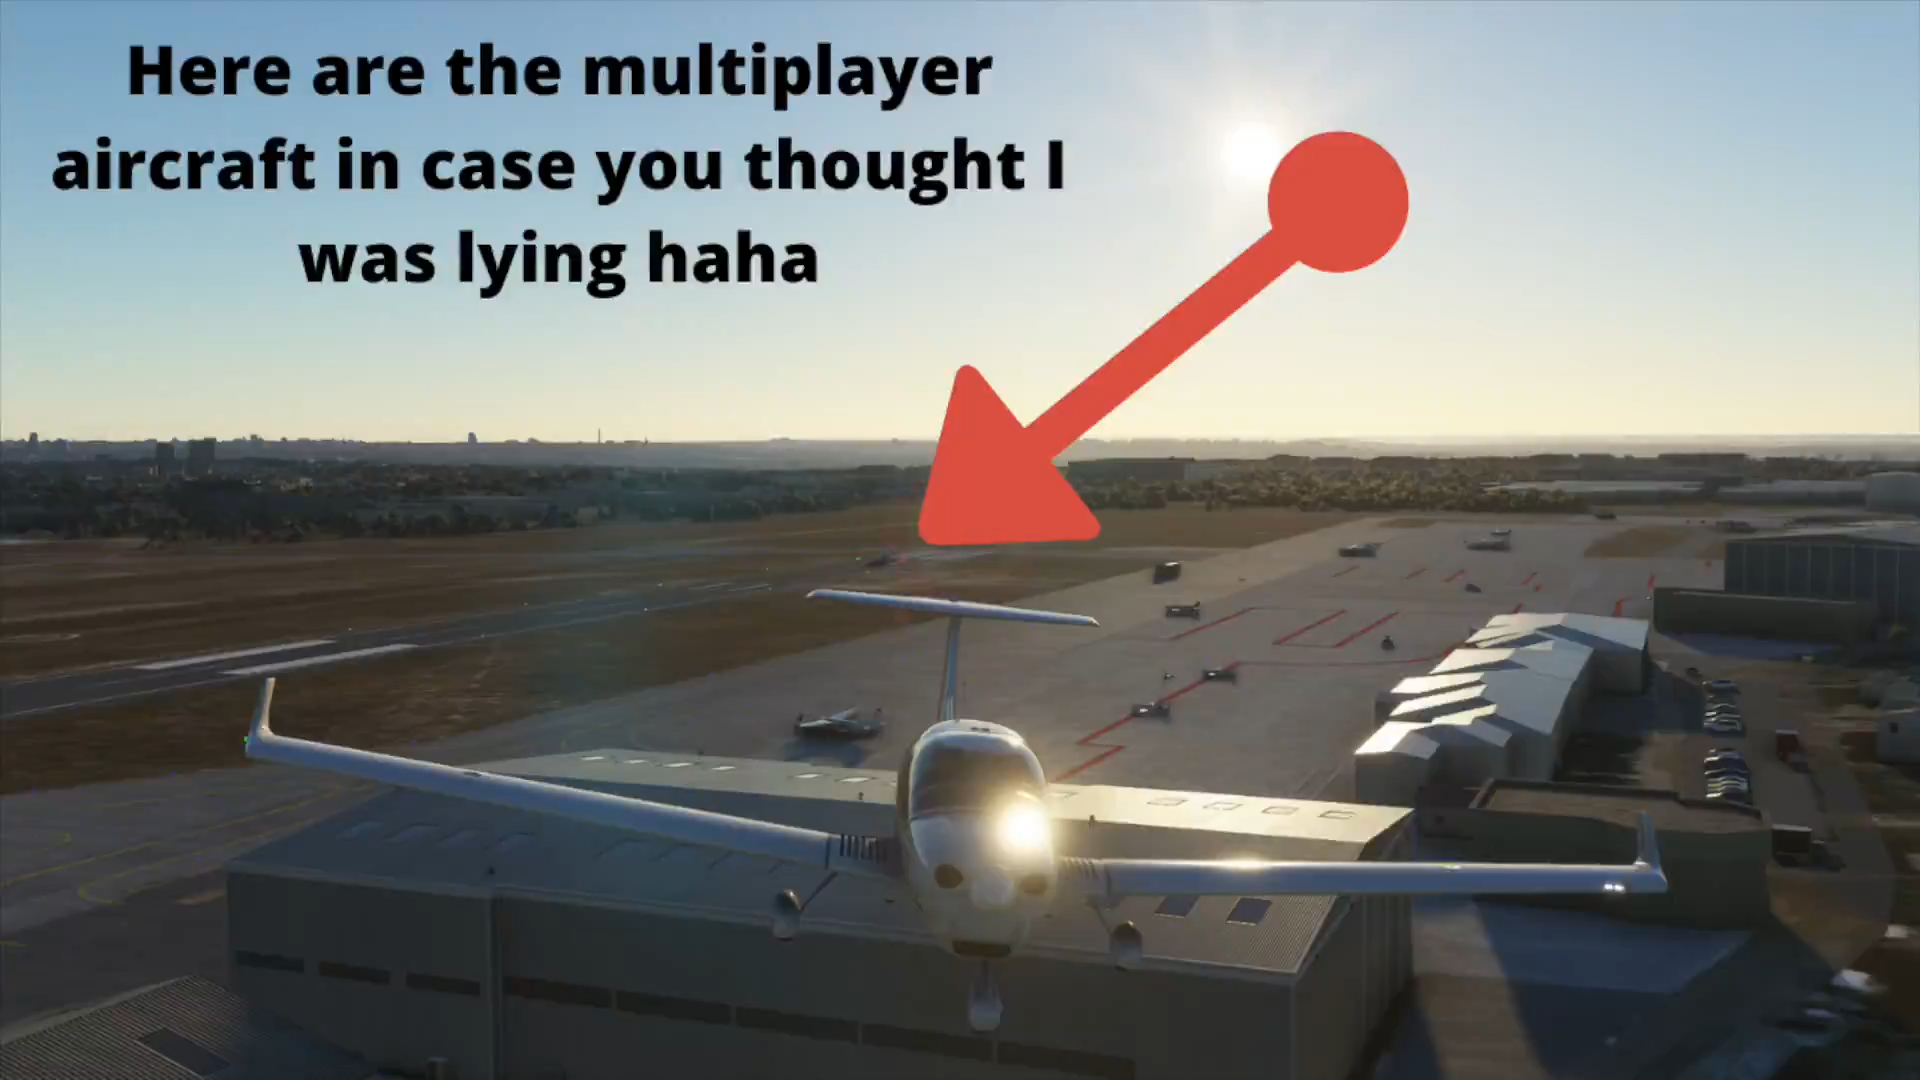 Here are the multiplayer
aircraft in case you thought I
was lying haha